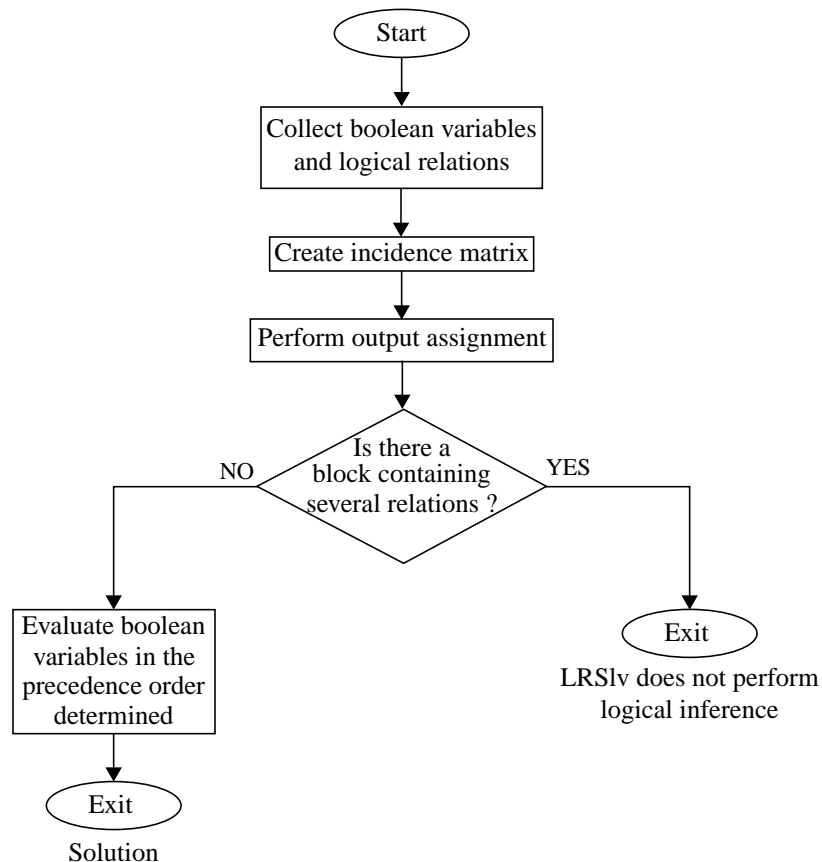 Start
Collect boolean variables
and logical relations
Create incidence matrix
Perform output assignment
Is there a
block containing
several relations ?
NO
YES
Evaluate boolean
variables in the
precedence order
determined
Exit
Solution
Exit
LRSlv does not perform
logical inference